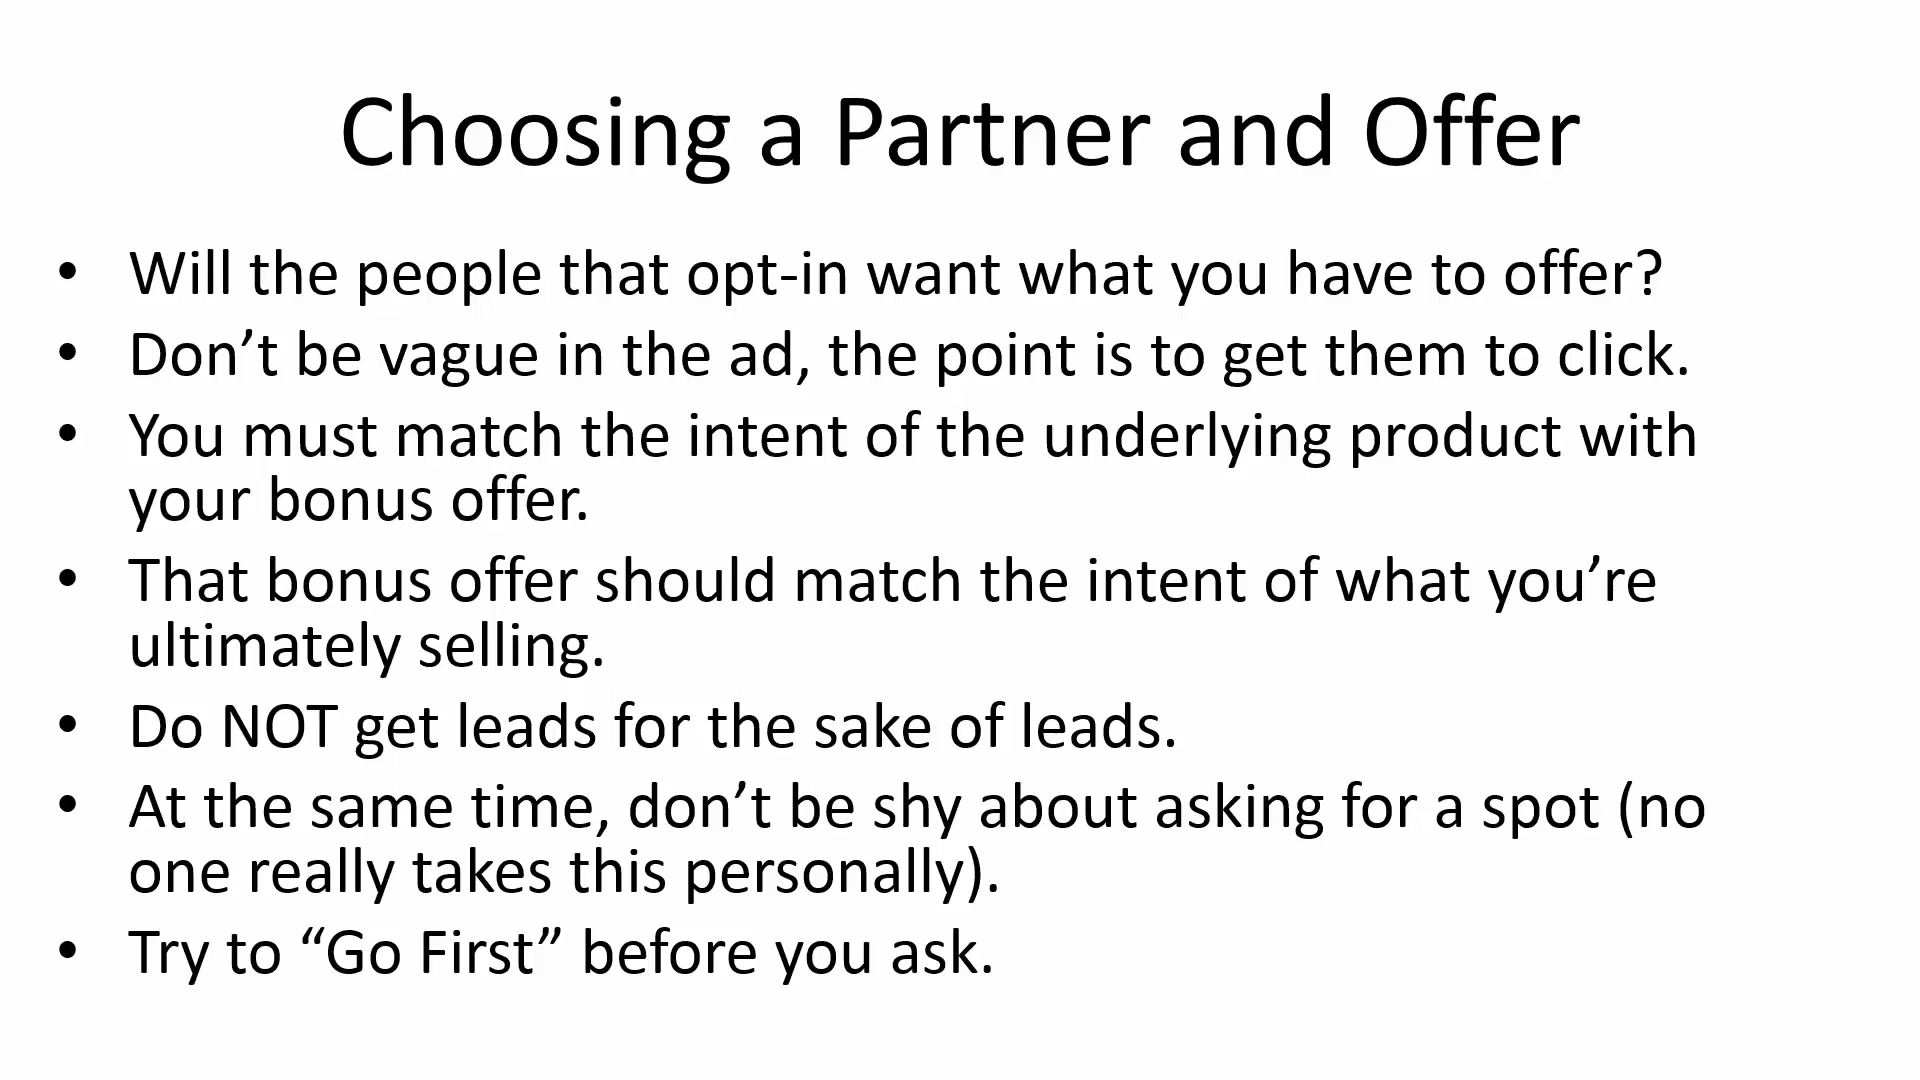 Choosing a Partner and Offer
• Will the people that opt-in want what you have to offer?
• Don’t be vague in the ad, the point is to get them to click.
• You must match the intent of the underlying product with
your bonus offer.
• That bonus offer should match the intent of what you’re
ultimately selling.
• Do NOT get leads for the sake of leads.
• At the same time, don’t be shy about asking for a spot (no
one really takes this personally).
• Try to “Go First” before you ask.